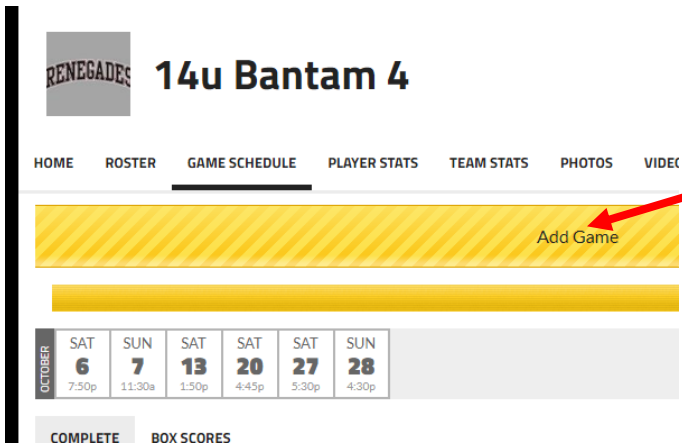 RENEGADES
14u Bantam 4
HOME ROSTER GAME SCHEDULE PLAYER STATS TEAM STATS PHOTOS VIDEO
Add Game
OCTOBER
SAT SUN SAT SAT SAT SUN
6 7 13 20 27 28
7:50p 11:30a 1:50p 4:45p 5:30p 4:30p
COMPLETE BOX SCORES